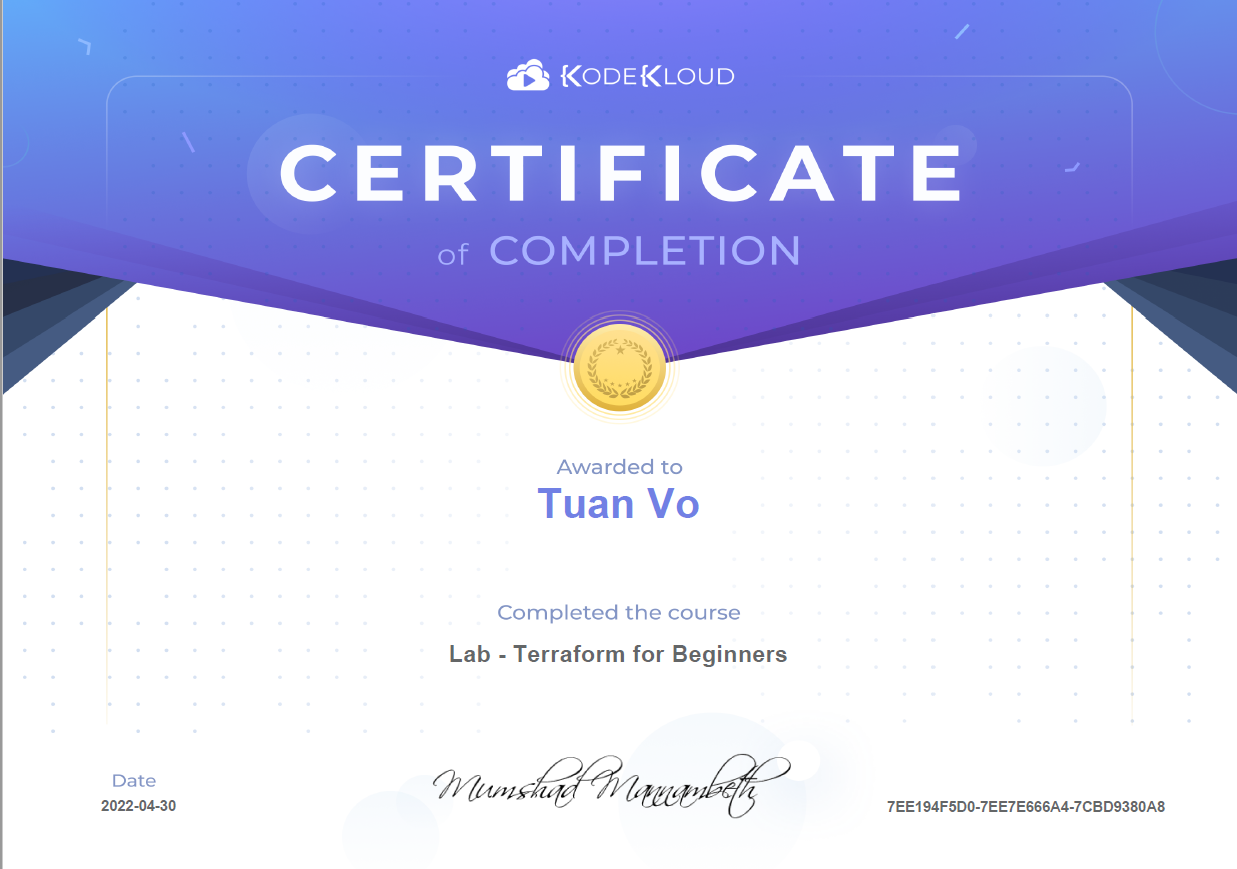 KODEKLOUD
CERTIFICATE
of COMPLETION
Awarded to
Tuan Vo
Completed the course
Lab - Terraform for Beginners
Date
2022-04-30
Mumshad Mannambeth
7EE194F5D0-7EE7E666A4-7CBD9380A8